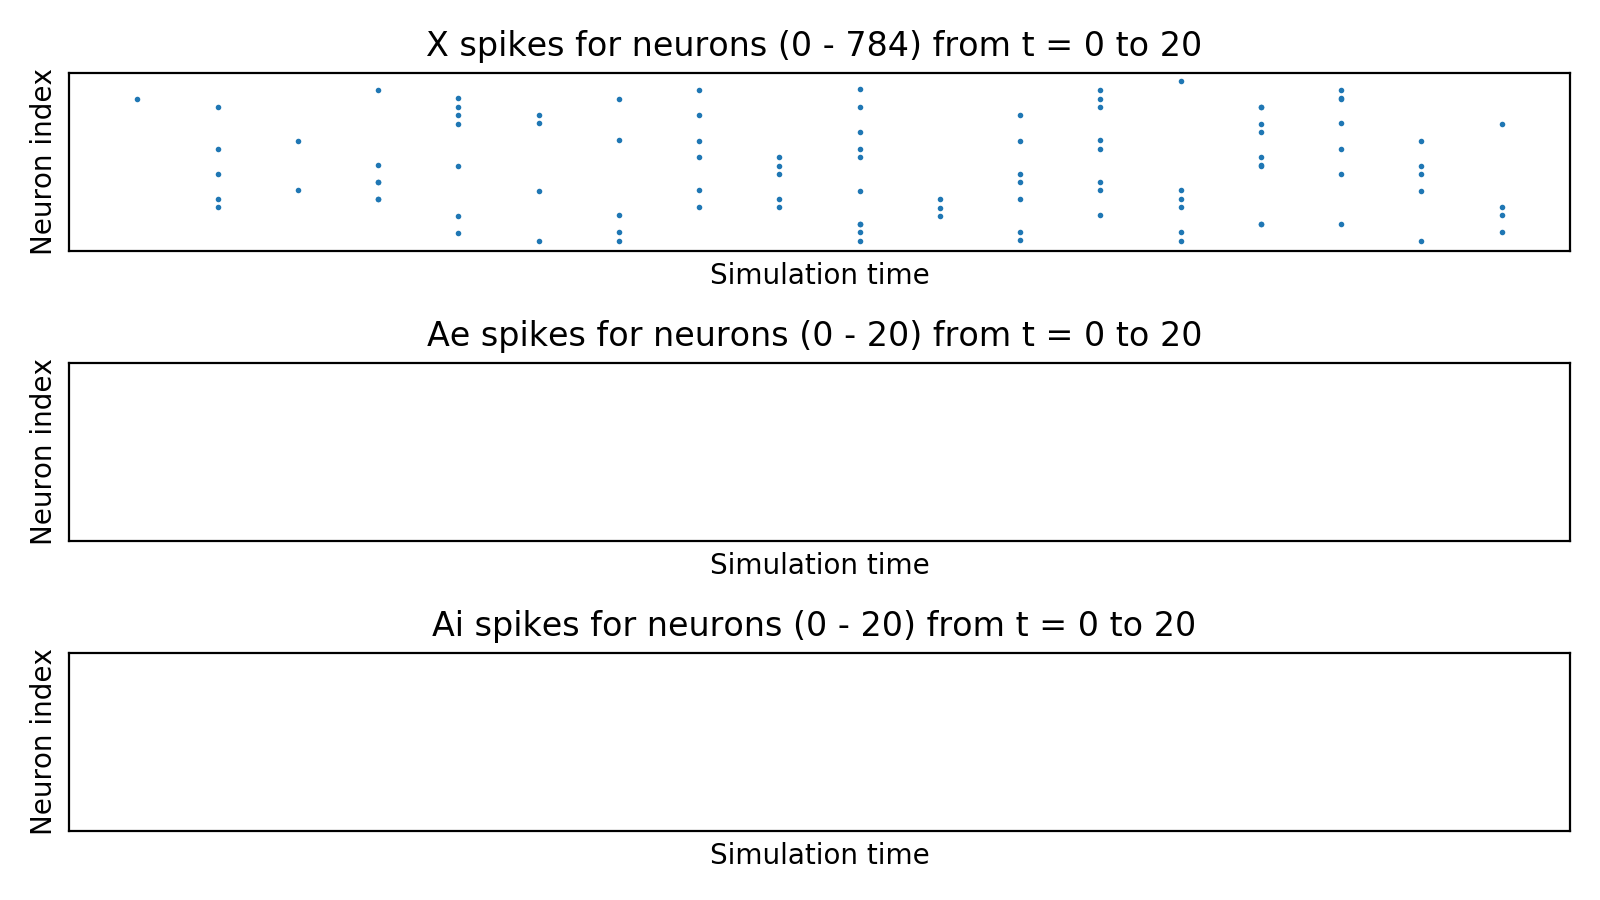 X spikes for neurons (0 - 784) from t = 0 to 20
Neuron index
Simulation time
Ae spikes for neurons (0 - 20) from t = 0 to 20
Neuron index
Simulation time
Ai spikes for neurons (0 - 20) from t = 0 to 20
Neuron index
Simulation time